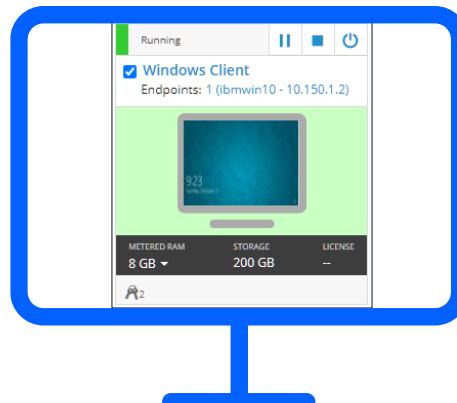 Running
Windows Client
Endpoints: 1 (ibmwin10 - 10.150.1.2)
9:23
METERED RAM STORAGE LICENSE
8 GB 200 GB --
2